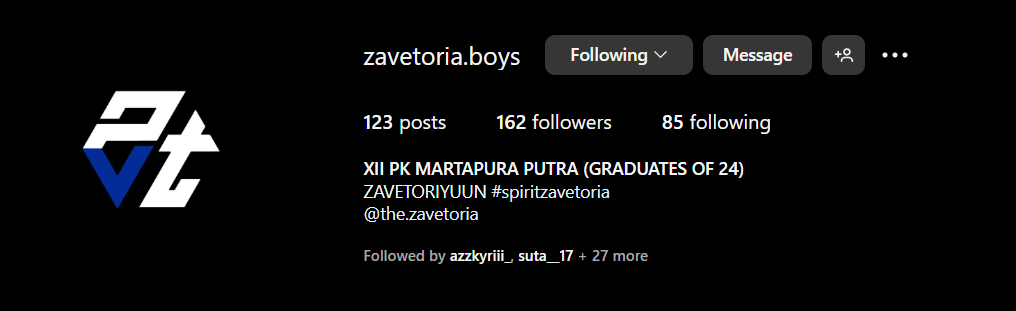 zavetoria.boys Following Message
123 posts 162 followers 85 following
XII PK MARTAPURA PUTRA (GRADUATES OF 24)
ZAVETORIYUUN #spiritzavetoria
@the.zavetoria
Followed by azzkyriii_, suta__17 + 27 more